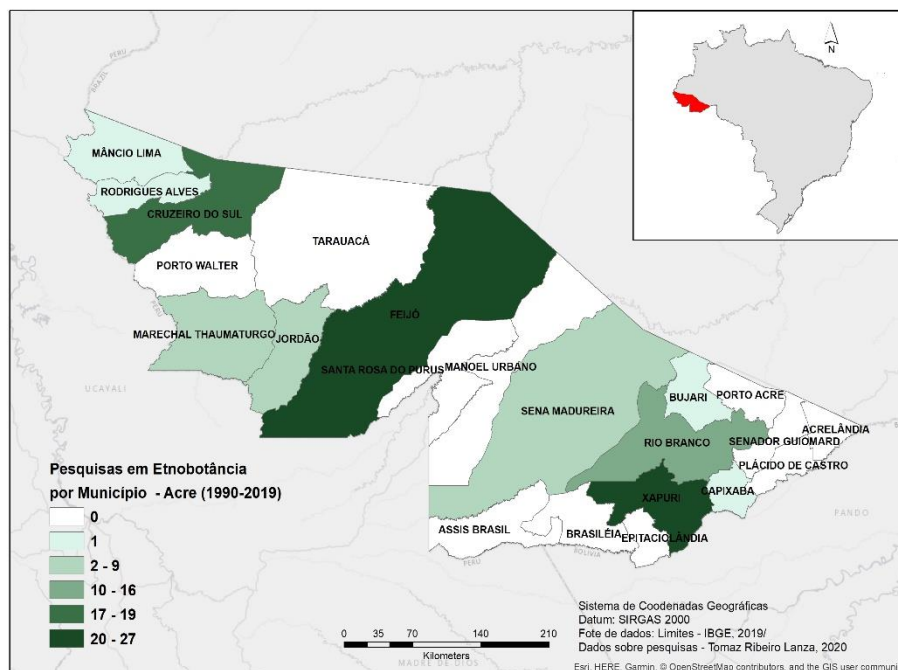 N
BRAZIL
PERU
MÂNCIO LIMA
RODRIGUES ALVES
CRUZEIRO DO SUL
TARAUACÁ
PORTO WALTER
FEIJÓ
MARECHAL THAUMATURGO
JORDÃO
SANTA ROSA DO PURUS
MANOEL URBANO
UCAYALI
SENA MADUREIRA
BUJARI
PORTO ACRE
ACRELÂNDIA
RIO BRANCO
SENADOR GUIOMARD
PLÁCIDO DE CASTRO
CAPIXABA
XAPURI
PANDO
ASSIS BRASIL
BRASILÉIA
EPITACIOLÂNDIA
BOLIVIA
PERU
MADRE DE DIOS
Pesquisas em Etnobotância
por Município - Acre (1990-2019)
0
1
2 - 9
10 - 16
17 - 19
20 - 27
0 35 70 140 210
Kilometers
Sistema de Coodenadas Geográficas
Datum: SIRGAS 2000
Fote de dados: Limites - IBGE, 2019/
Dados sobre pesquisas - Tomaz Ribeiro Lanza, 2020
Esri, HERE, Garmin, © OpenStreetMap contributors, and the GIS user communi